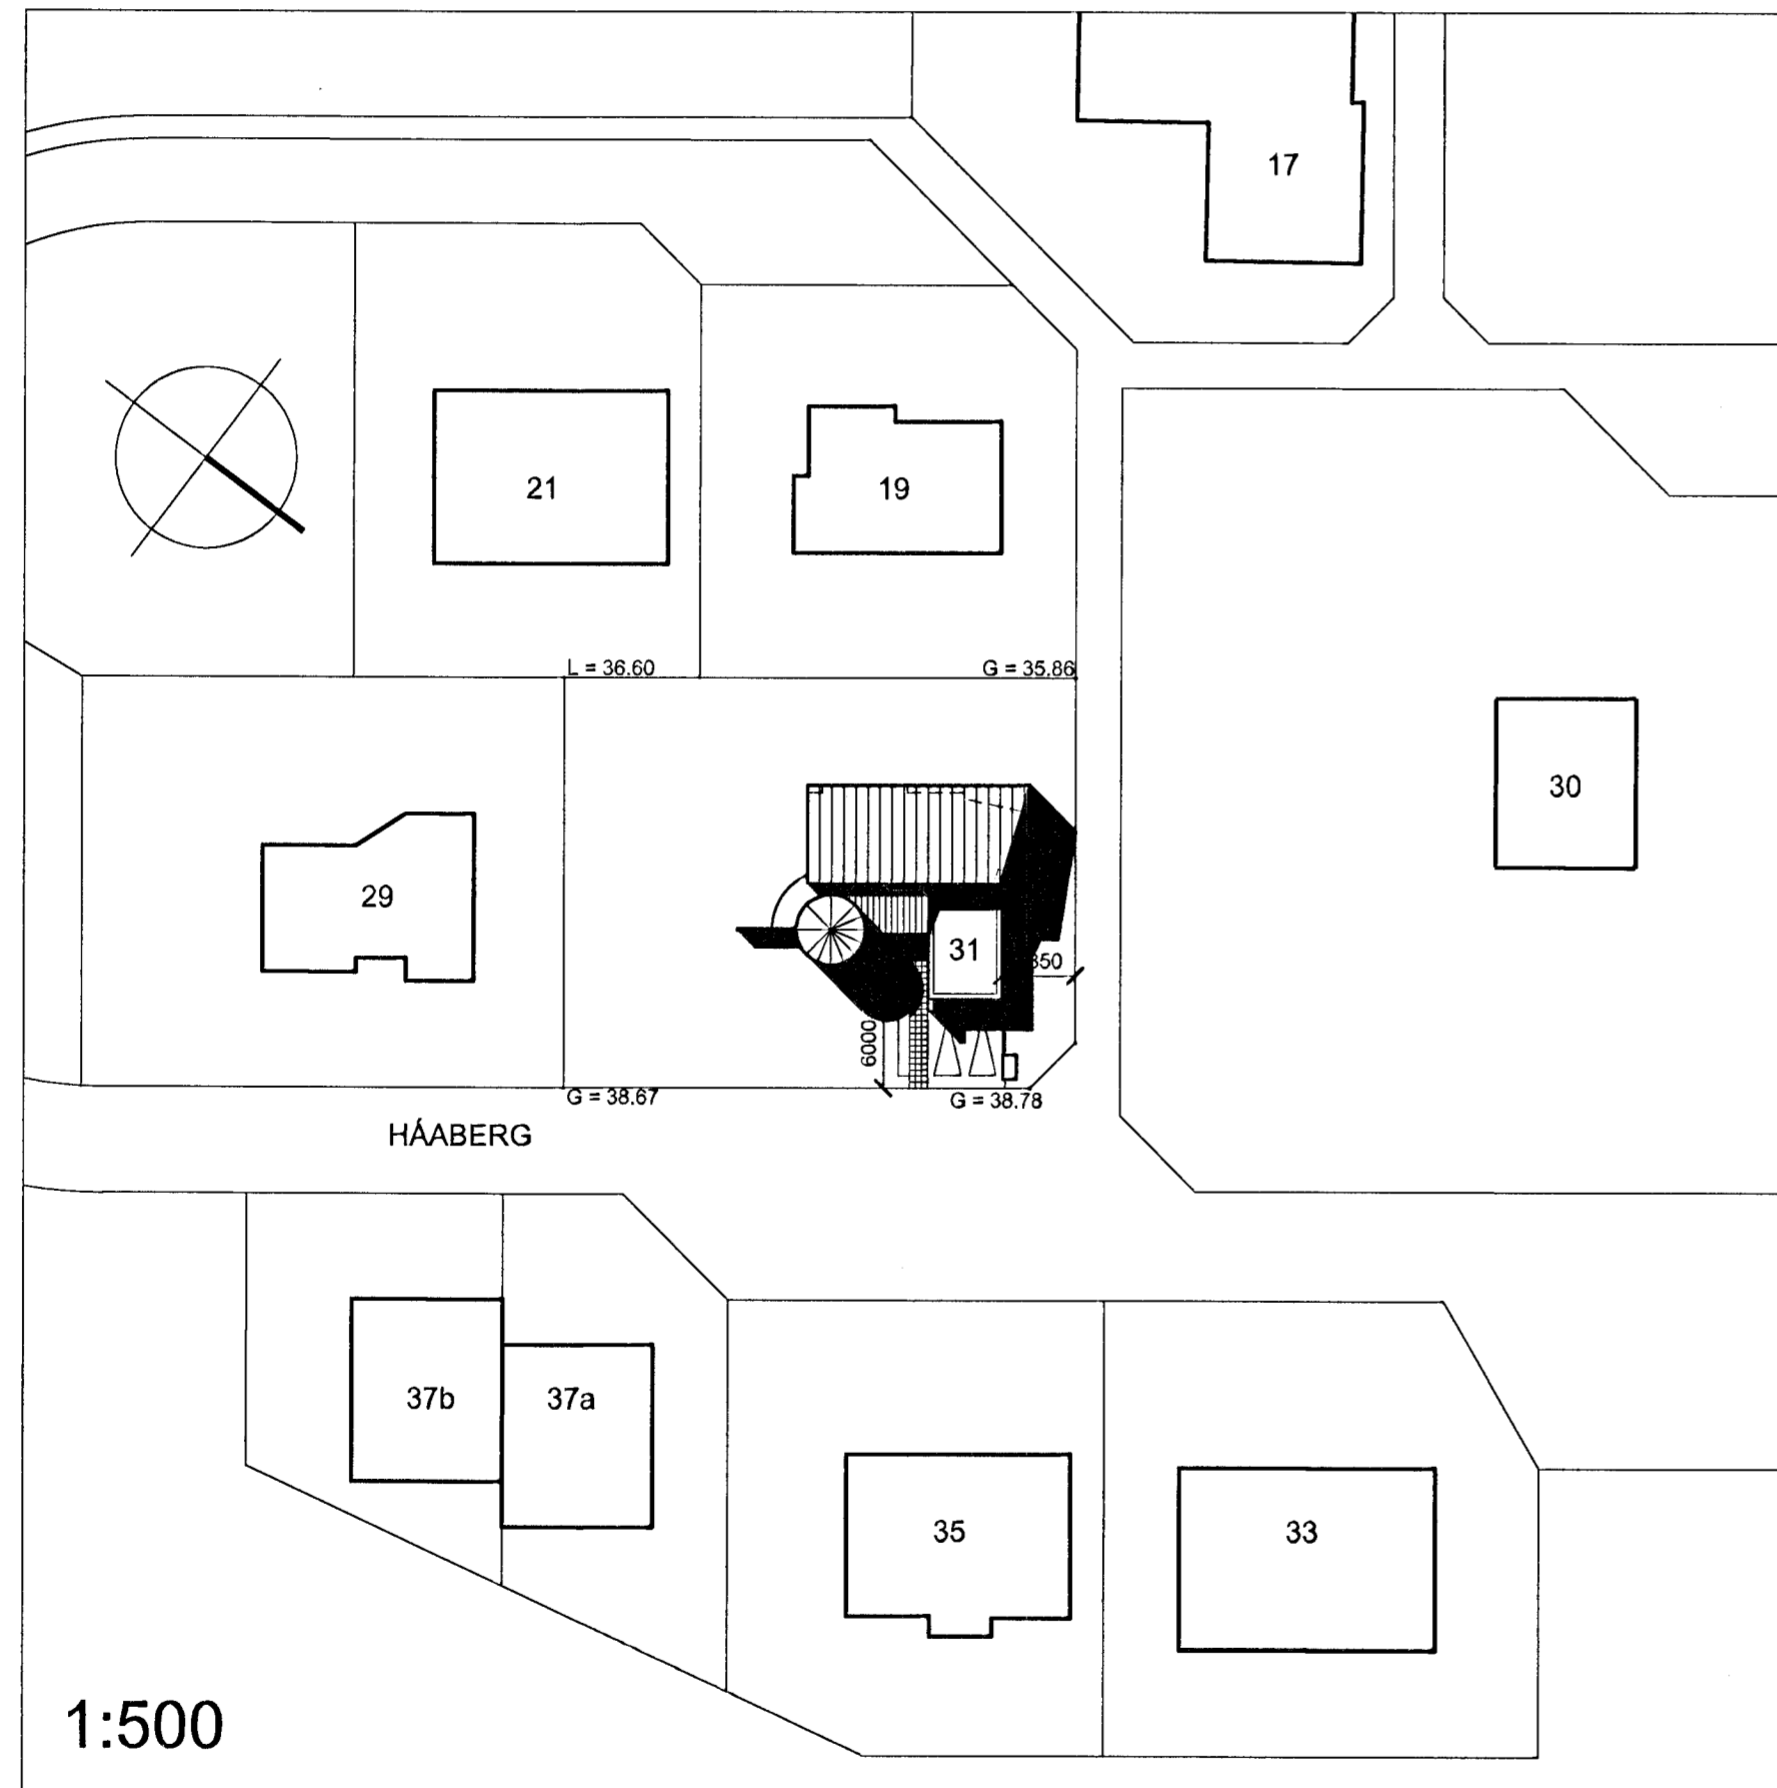 17
21
19
L = 36.60
G = 35.86
30
29
31
6000
G = 38.67
G = 38.78
HÁABERG
37b
37a
35
33
1:500